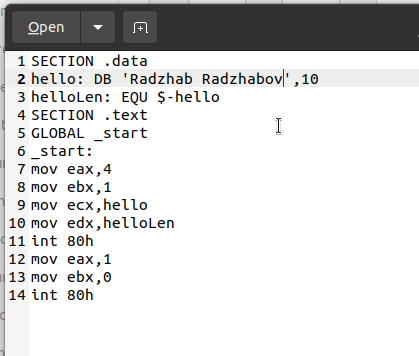 Open
1 SECTION .data
2 hello: DB 'Radzhab Radzhabov',10
3 helloLen: EQU $-hello
4 SECTION .text
5 GLOBAL _start
6 _start:
7 mov eax,4
8 mov ebx,1
9 mov ecx,hello
10 mov edx,helloLen
11 int 80h
12 mov eax,1
13 mov ebx,0
14 int 80h